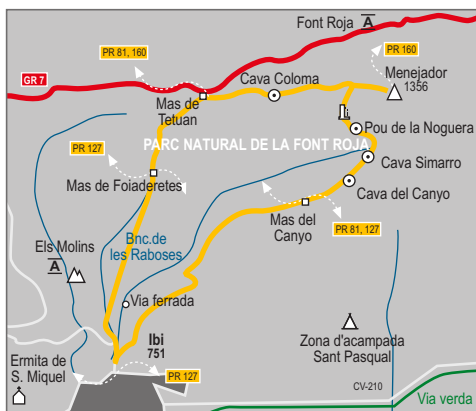 Font Roja A
PR 81, 160
PR 160
GR 7
Cava Coloma
Menejador
1356
Mas de
Tetuan
Pou de la Noguera
PARC NATURAL DE LA FONT ROJA
PR 127
Cava Simarro
Mas de Foiaderetes
Cava del Canyo
Mas del
Canyo
PR 81, 127
Bnc.de
les Raboses
Els Molins
A
Via ferrada
Ibi
751
Zona d'acampada
Sant Pasqual
Ermita de
S. Miquel
PR 127
CV-210
Via verda